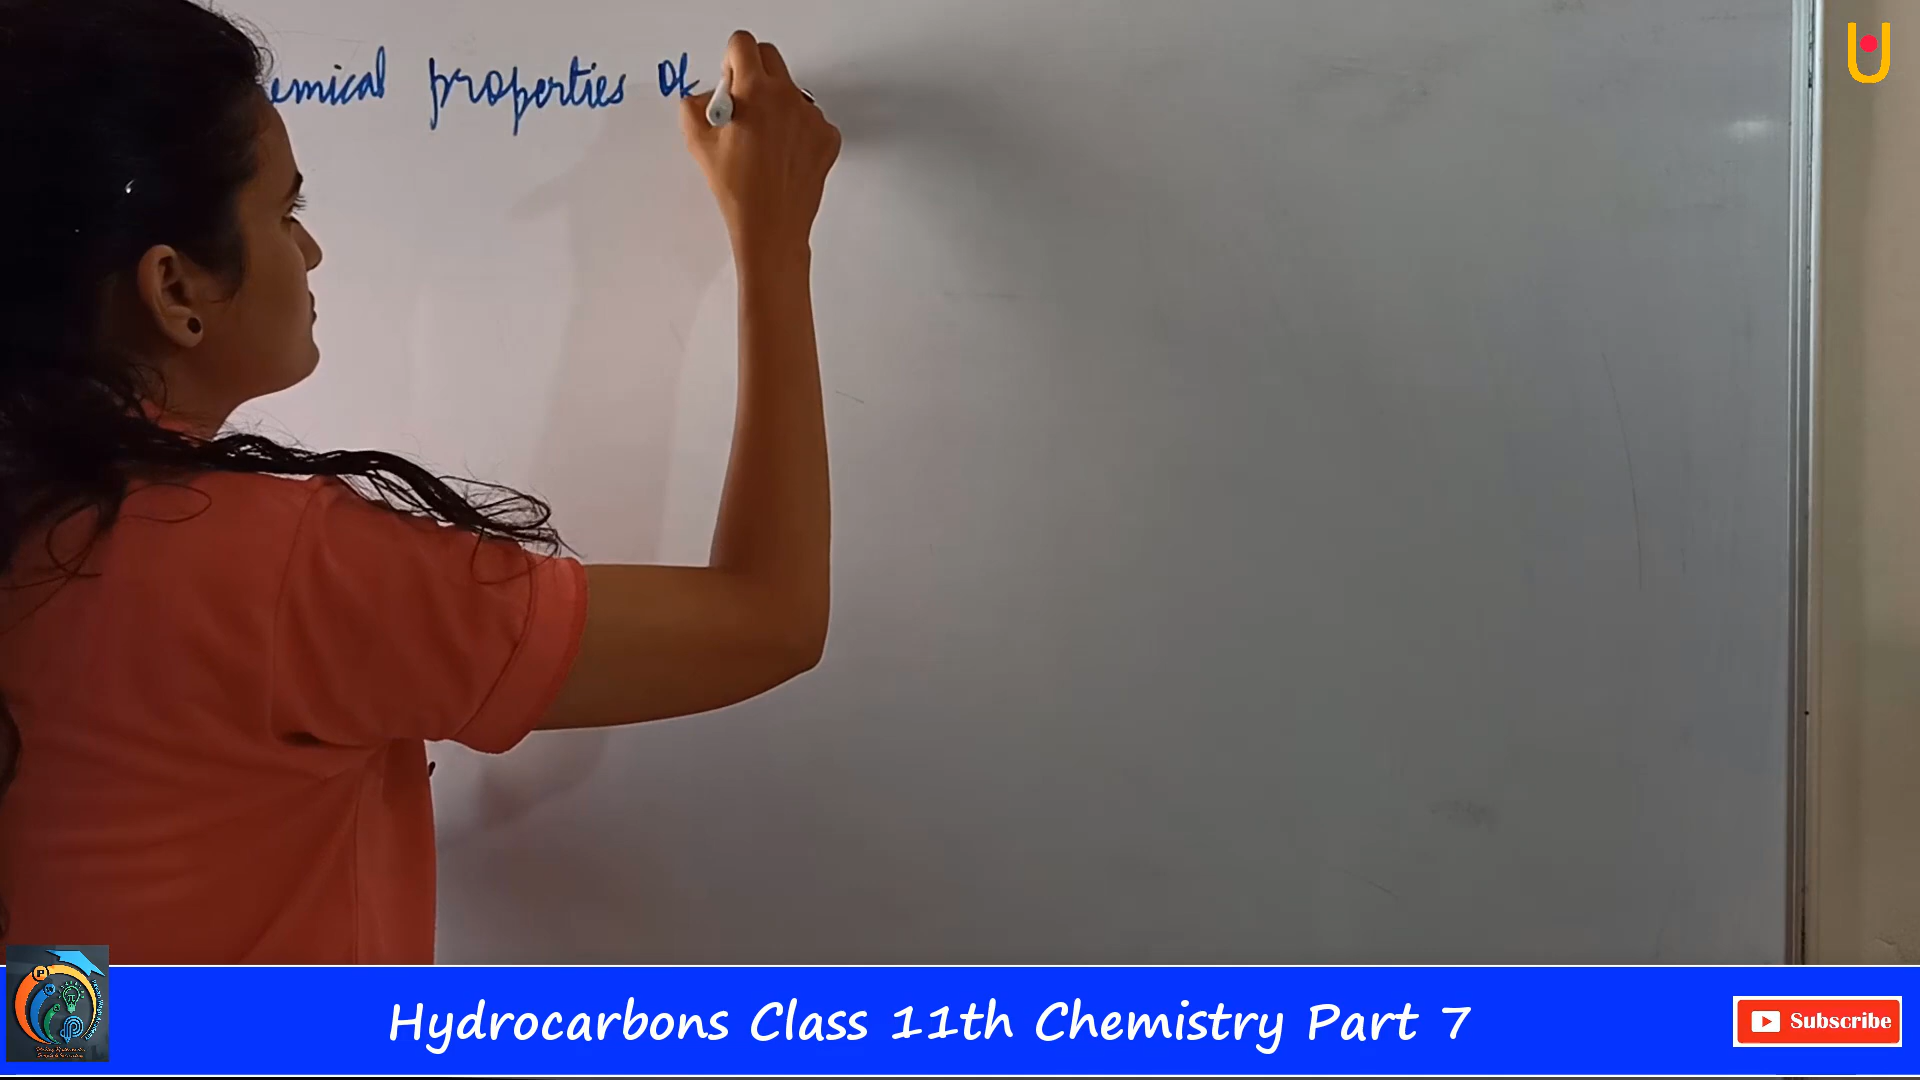 emical properties of
Hydrocarbons Class 11th Chemistry Part 7
Subscribe